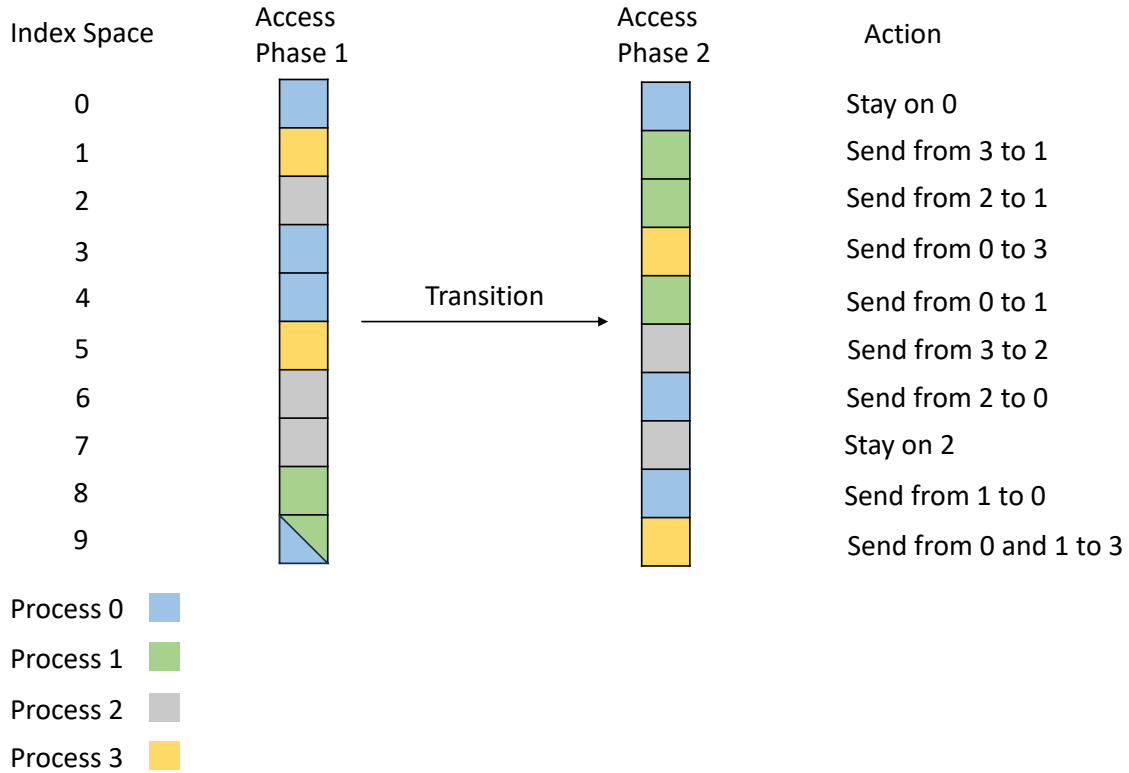 Index Space
Access
Phase 1
Access
Phase 2
Action
0
Stay on 0
1
Send from 3 to 1
2
Send from 2 to 1
3
Send from 0 to 3
4
Transition
Send from 0 to 1
5
Send from 3 to 2
6
Send from 2 to 0
7
Stay on 2
8
Send from 1 to 0
9
Send from 0 and 1 to 3
Process 0
Process 1
Process 2
Process 3